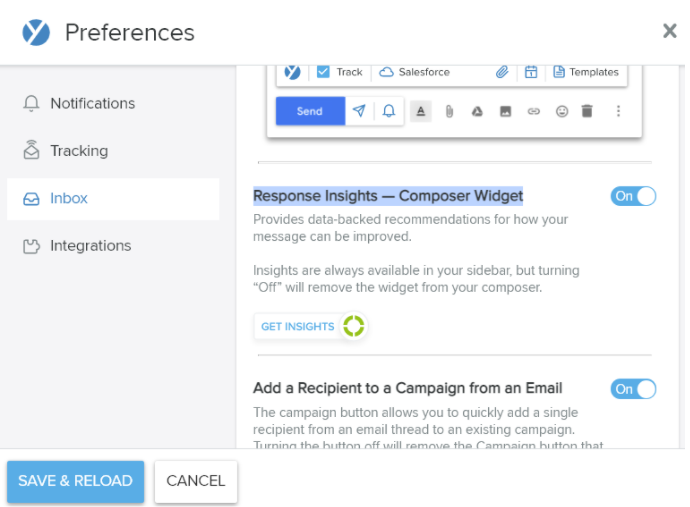 Preferences
Track
Salesforce
Templates
Send
Notifications
Tracking
Inbox
Integrations
Response Insights — Composer Widget
On
Provides data-backed recommendations for how your
message can be improved.
Insights are always available in your sidebar, but turning
“Off” will remove the widget from your composer.
GET INSIGHTS
Add a Recipient to a Campaign from an Email
On
The campaign button allows you to quickly add a single
recipient from an email thread to an existing campaign.
Turning the button off will remove the Campaign button that
SAVE & RELOAD
CANCEL